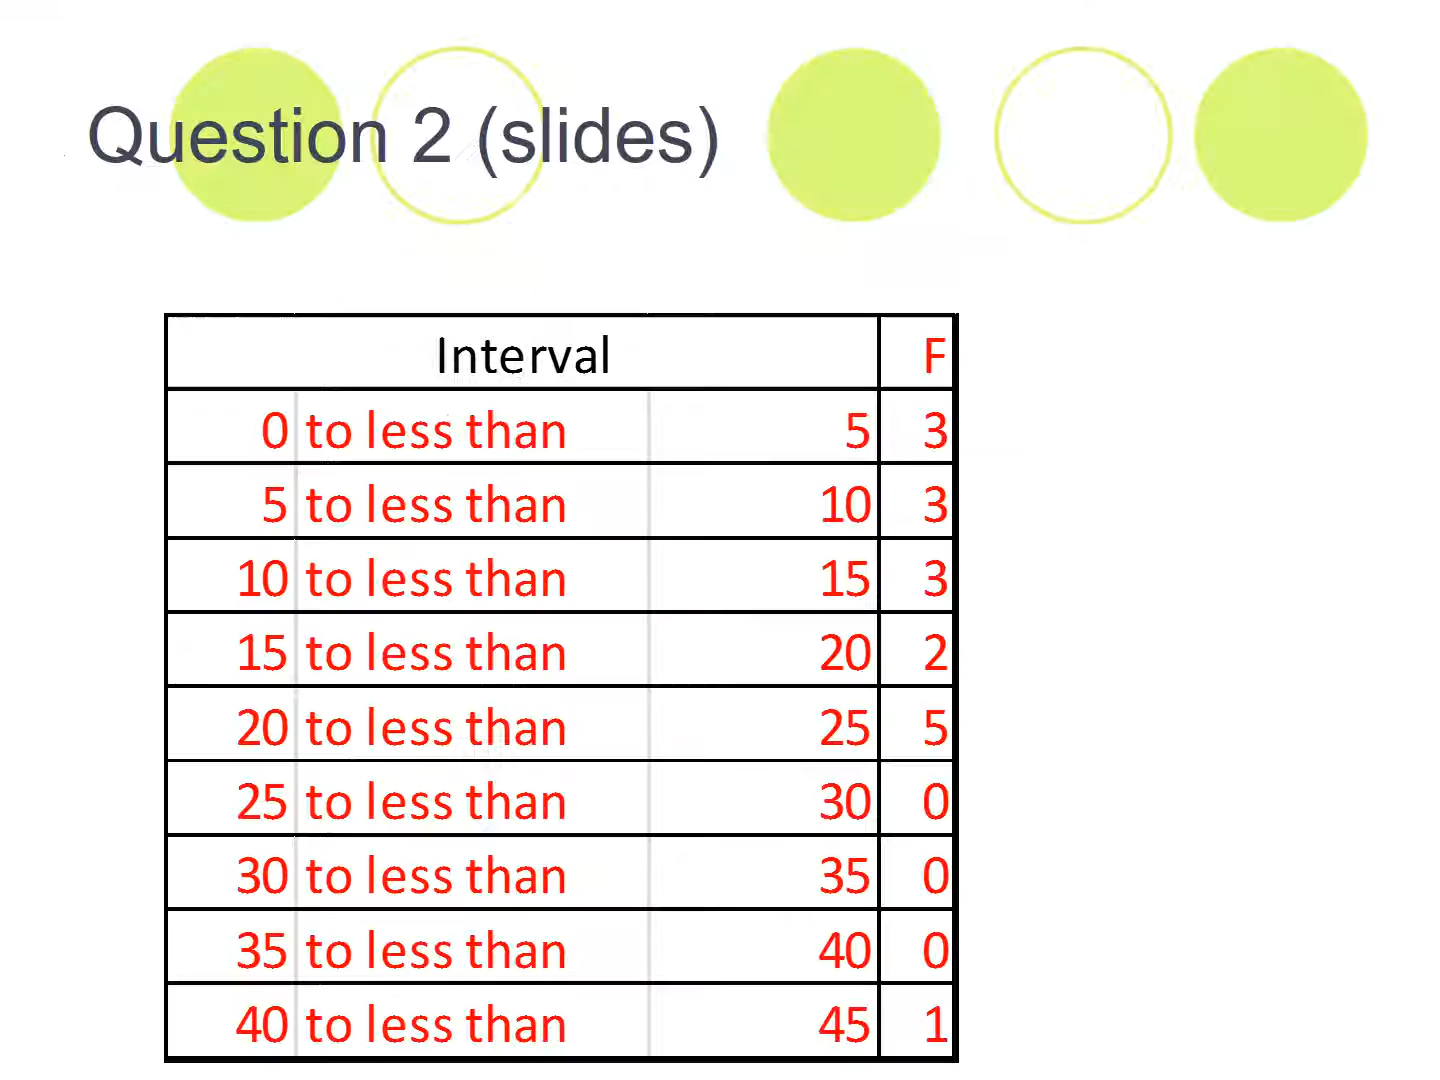 Question 2 (slides)
Interval F
0 to less than 5 3
5 to less than 10 3
10 to less than 15 3
15 to less than 20 2
20 to less than 25 5
25 to less than 30 0
30 to less than 35 0
35 to less than 40 0
40 to less than 45 1